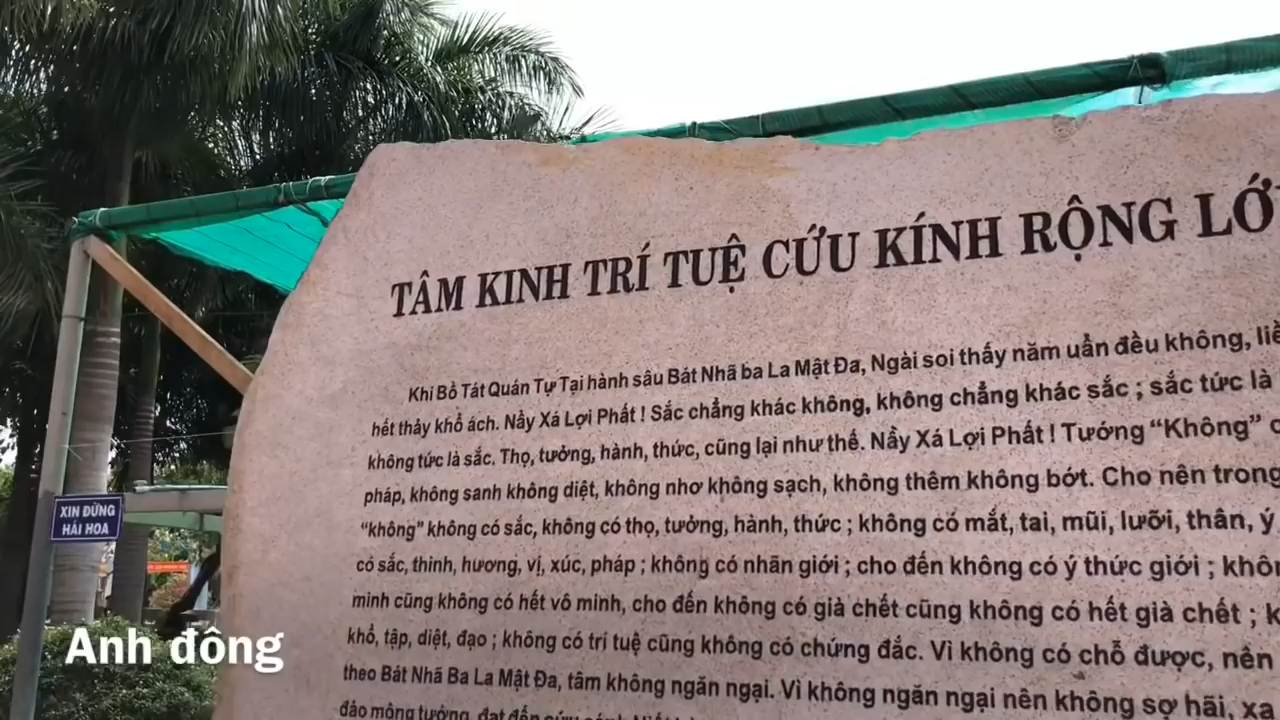 TÂM KINH TRÍ TUỆ CỨU KÍNH RỘNG LỚ
Khi Bồ Tát Quán Tự Tại hành sâu Bát Nhã ba La Mật Đa, Ngài soi thấy năm uẩn đều không, liề
hết thảy khổ ách. Nầy Xá Lợi Phất ! Sắc chẳng khác không, không chẳng khác sắc ; sắc tức là
không tức là sắc. Thọ, tưởng, hành, thức, cũng lại như thế. Nầy Xá Lợi Phất ! Tướng “Không” c
pháp, không sanh không diệt, không nhơ không sạch, không thêm không bớt. Cho nên trong
“không” không có sắc, không có thọ, tưởng, hành, thức ; không có mắt, tai, mũi, lưỡi, thân, ý
có sắc, thinh, hương, vị, xúc, pháp ; không có nhãn giới ; cho đến không có ý thức giới ; khôn
minh cũng không có hết vô minh, cho đến không có già chết cũng không có hết già chết ; k
khổ, tập, diệt, đạo ; không có trí tuệ cũng không có chứng đắc. Vì không có chỗ được, nên
theo Bát Nhã Ba La Mật Đa, tâm không ngăn ngại. Vì không ngăn ngại nên không sợ hãi, xa
đảo mộng tưởng, đạt đến cứu cánh
XIN ĐỪNG
HÁI HOA
Anh đông